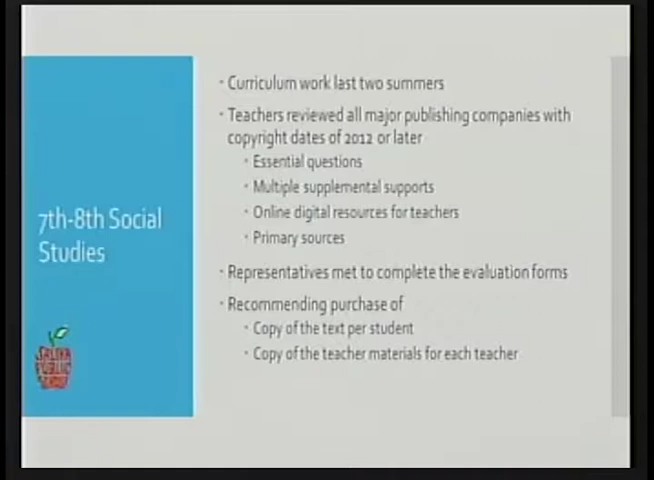 7th-8th Social
Studies
SALINA
PUBLIC
· Curriculum work last two summers
· Teachers reviewed all major publishing companies with
copyright dates of 2012 or later
· Essential questions
· Multiple supplemental supports
· Online digital resources for teachers
· Primary sources
· Representatives met to complete the evaluation forms
· Recommending purchase of
· Copy of the text per student
· Copy of the teacher materials for each teacher